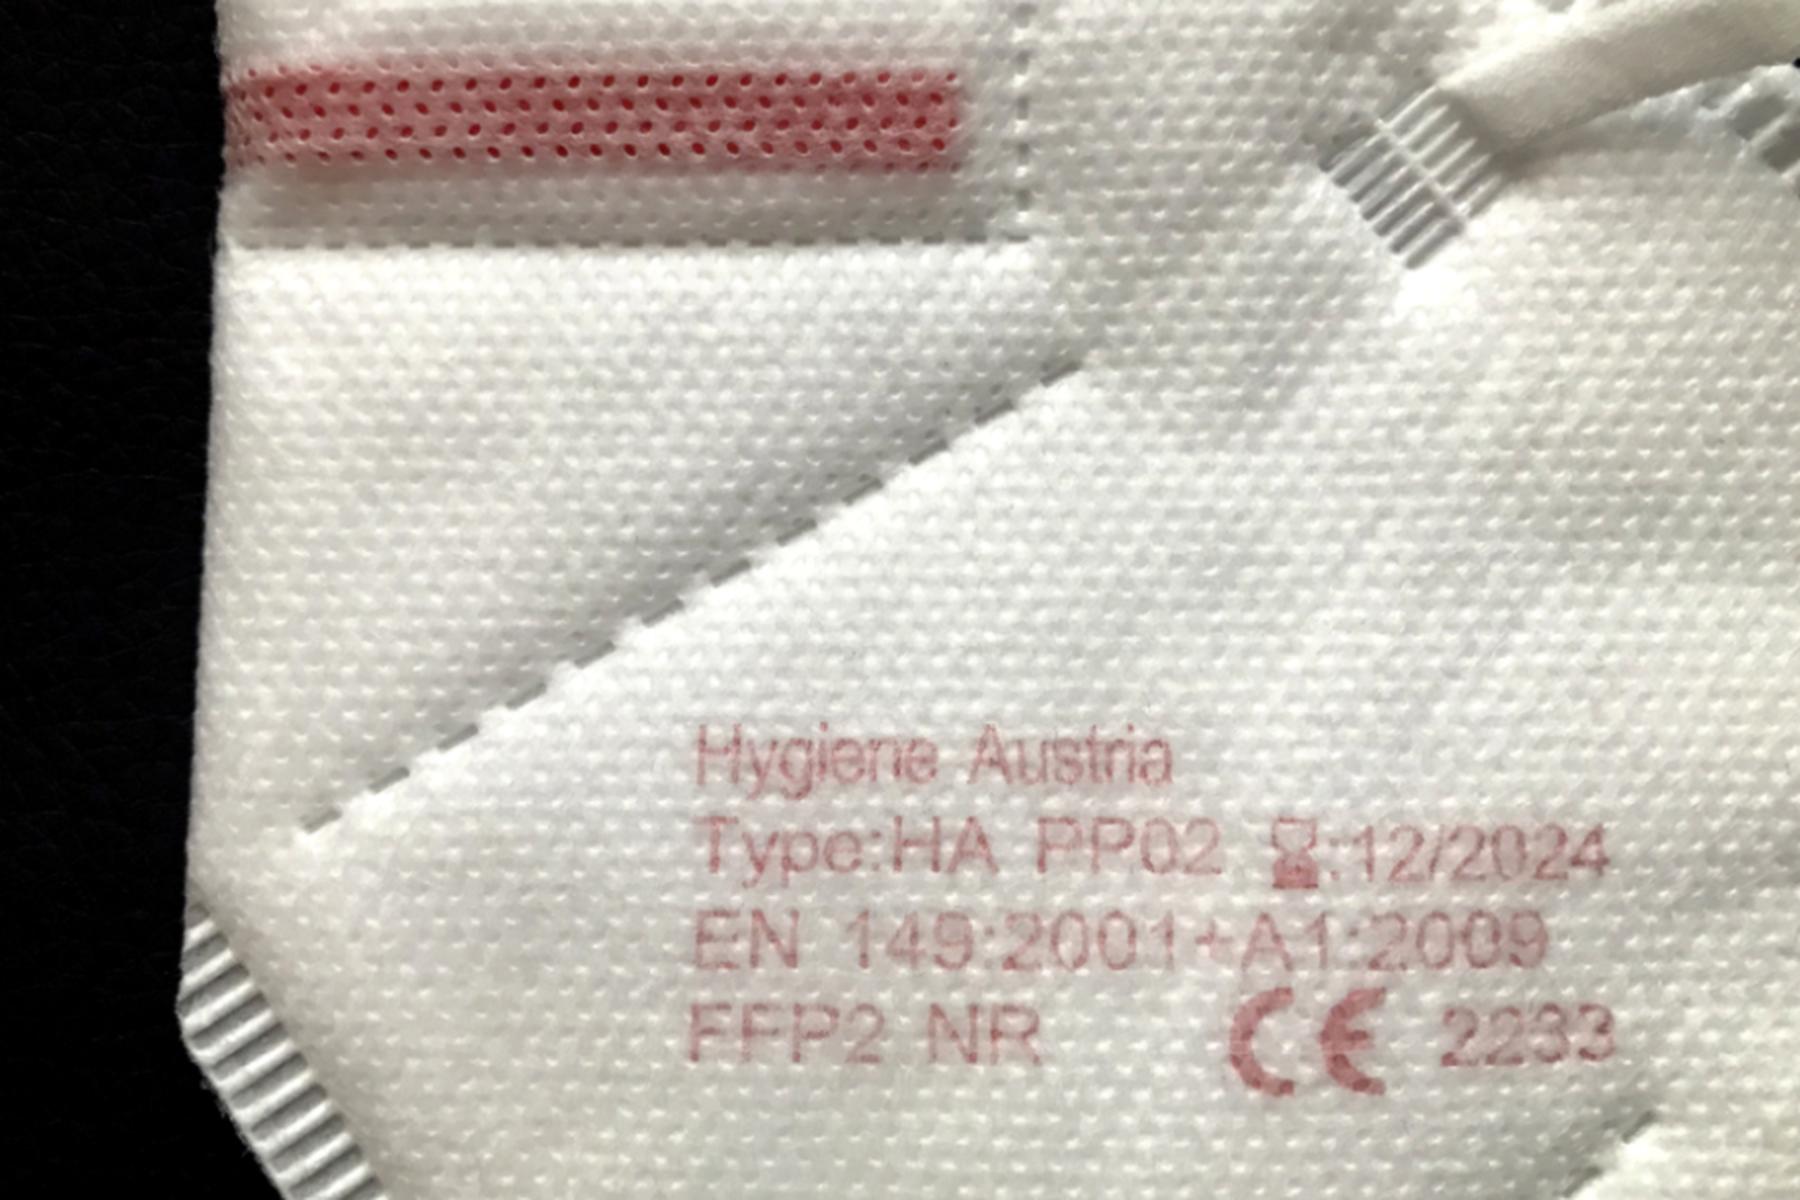 Hygiene Austria
Type:HA PP02 ⌛:12/2024
EN 149:2001+A1:2009
FFP2 NR CE 2233